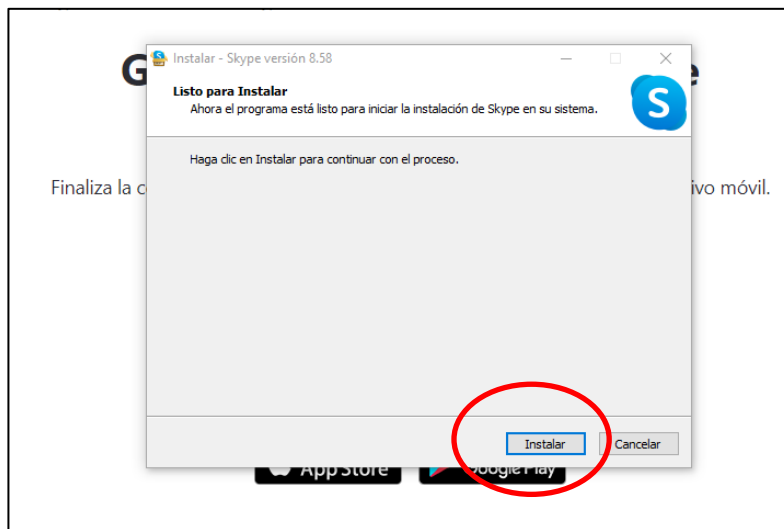 Instalar - Skype versión 8.58
Listo para Instalar
Ahora el programa está listo para iniciar la instalación de Skype en su sistema.
S
Haga clic en Instalar para continuar con el proceso.
Finaliza la
móvil.
Instalar
Cancelar
App Store
Google Play